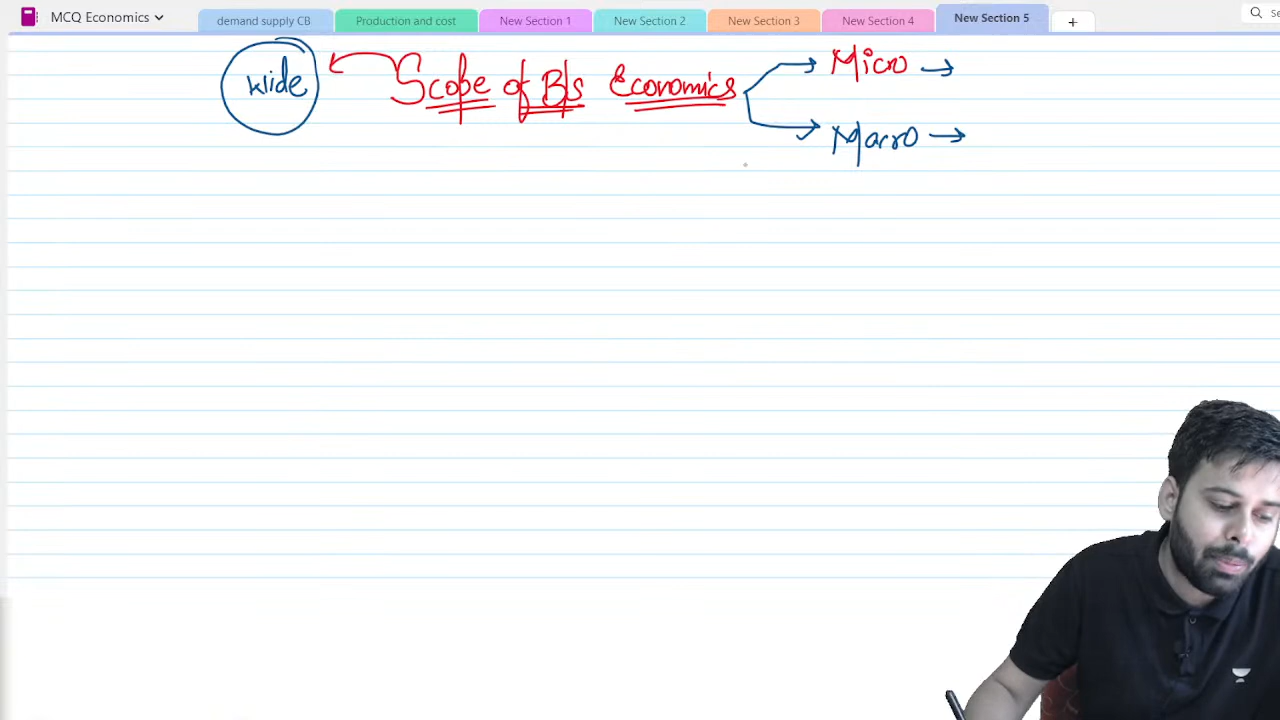 MCQ Economics
demand supply CB
Production and cost
New Section 1
New Section 2
New Section 3
New Section 4
New Section 5
+
Wide
Scope of B/s Economics
Micro →
Macro →